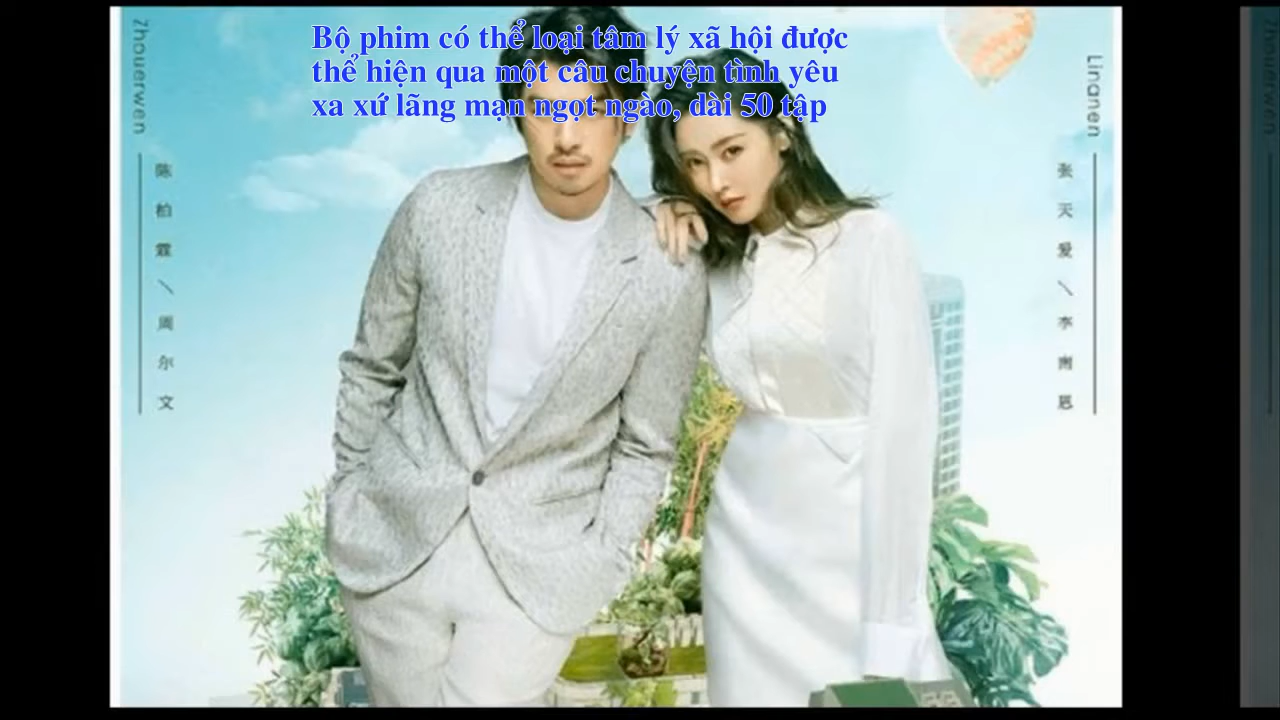 Bộ phim có thể loại tâm lý xã hội được
thể hiện qua một câu chuyện tình yêu
xa xứ lãng mạn ngọt ngào, dài 50 tập
Zhouerwen
陈柏霖/周尔文
Linanen
张天爱/李南恩